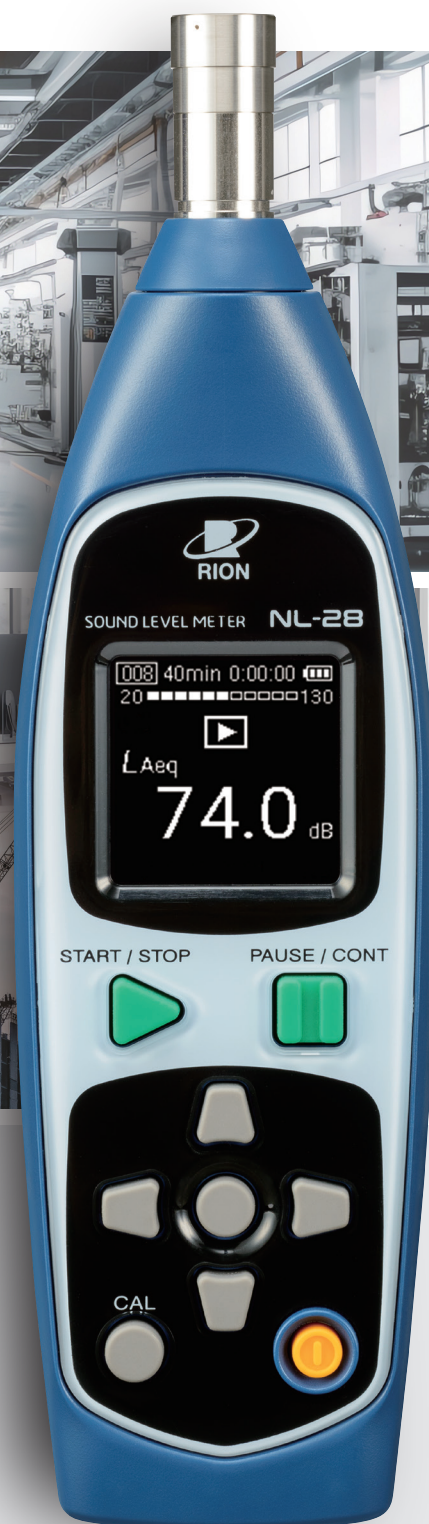 RION
SOUND LEVEL METER NL-28
008 40min 0:00:00
20 130
LAeq
74.0 dB
START / STOP PAUSE / CONT
CAL